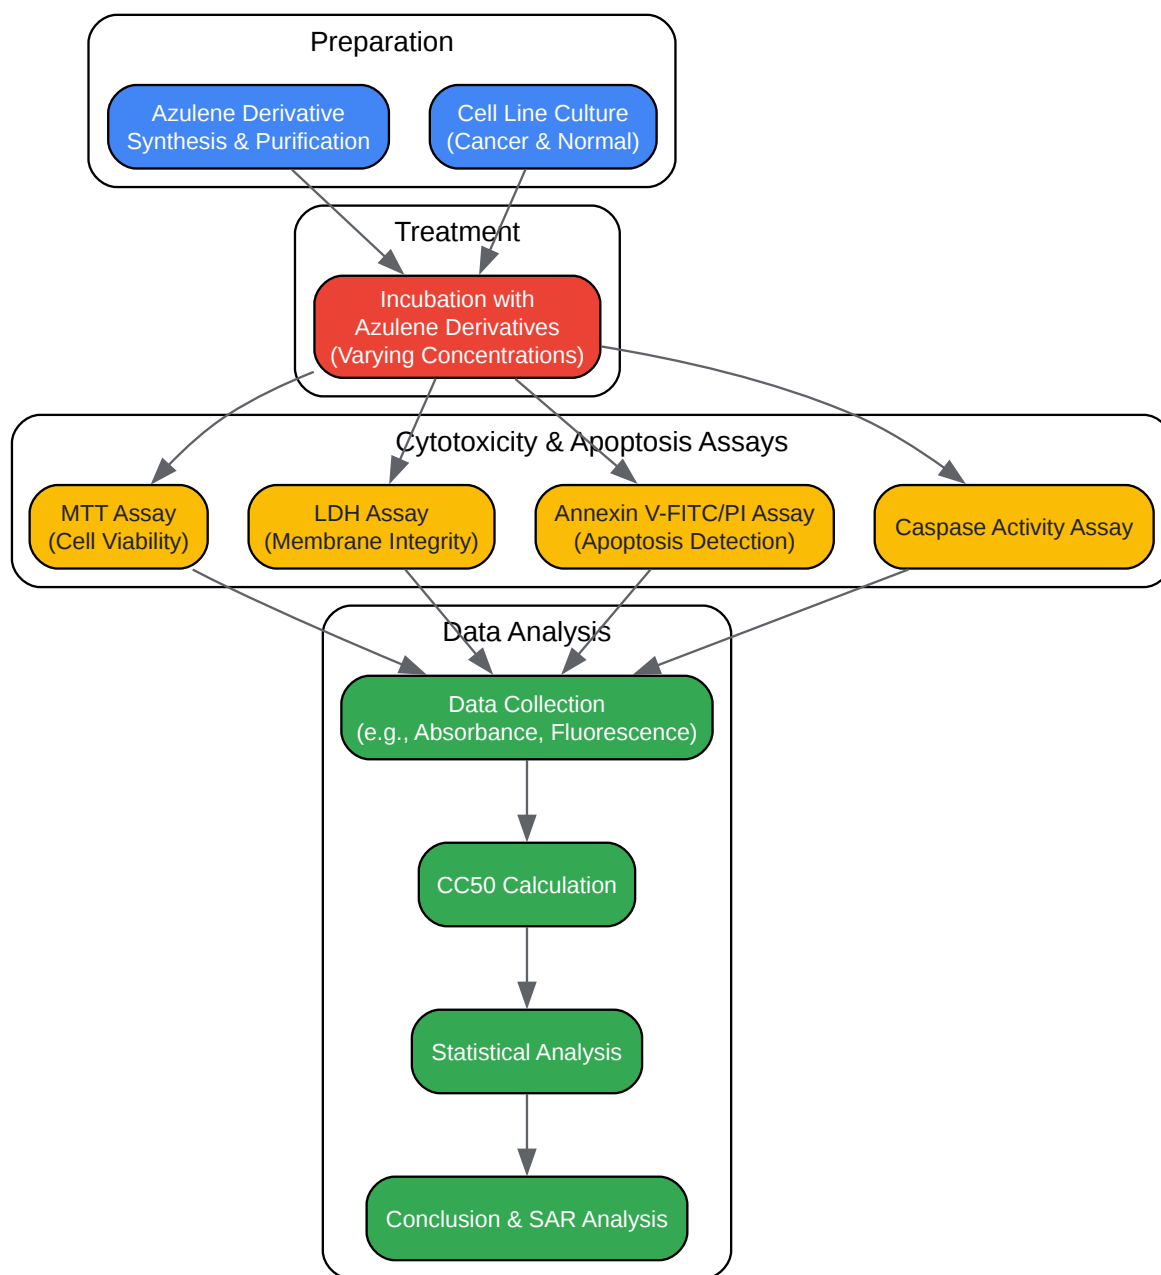 Preparation
Azulene Derivative
Synthesis & Purification
Cell Line Culture
(Cancer & Normal)
Treatment
Incubation with
Azulene Derivatives
(Varying Concentrations)
Cytotoxicity & Apoptosis Assays
MTT Assay
(Cell Viability)
LDH Assay
(Membrane Integrity)
Annexin V-FITC/PI Assay
(Apoptosis Detection)
Caspase Activity Assay
Data Analysis
Data Collection
(e.g., Absorbance, Fluorescence)
CC50 Calculation
Statistical Analysis
Conclusion & SAR Analysis